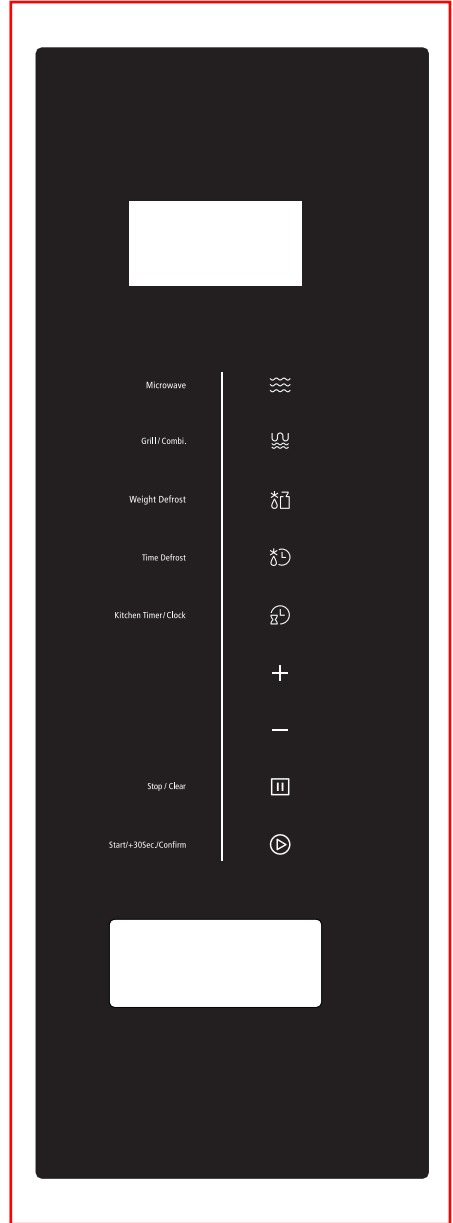 Microwave
Grill/Combi.
Weight Defrost
Time Defrost
Kitchen Timer/Clock
Stop / Clear
Start/+30Sec./Confirm